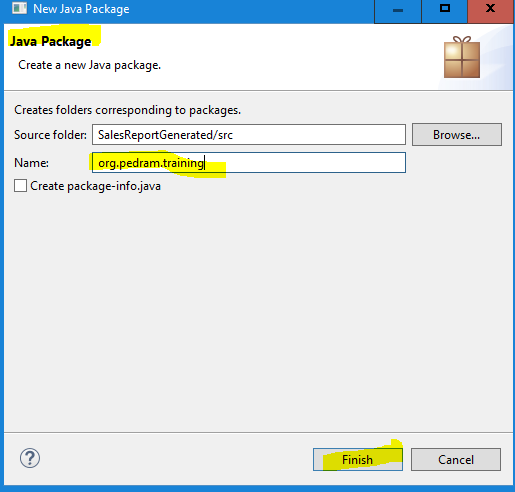 New Java Package
Java Package
Create a new Java package.
Creates folders corresponding to packages.
Source folder: SalesReportGenerated/src Browse...
Name: org.pedram.training
Create package-info.java
? Finish Cancel